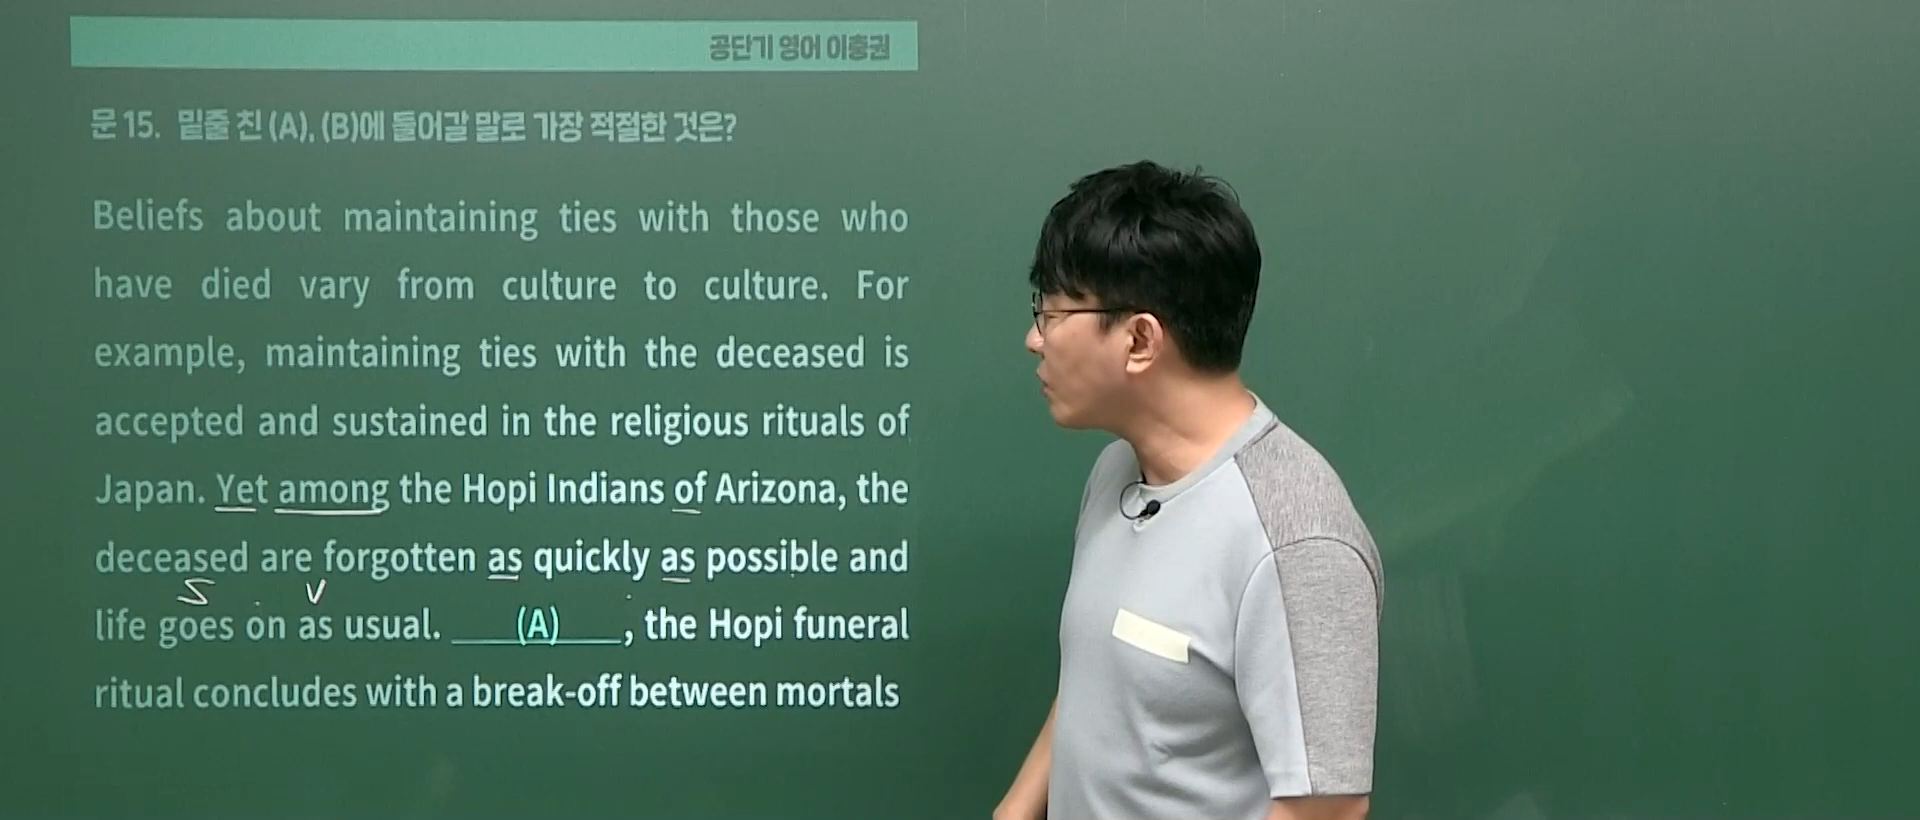 공단기 영어 이충권
문 15. 밑줄 친 (A), (B)에 들어갈 말로 가장 적절한 것은?
Beliefs about maintaining ties with those who
have died vary from culture to culture. For
example, maintaining ties with the deceased is
accepted and sustained in the religious rituals of
Japan. Yet among the Hopi Indians of Arizona, the
deceased are forgotten as quickly as possible and
S V
life goes on as usual. (A) , the Hopi funeral
ritual concludes with a break-off between mortals